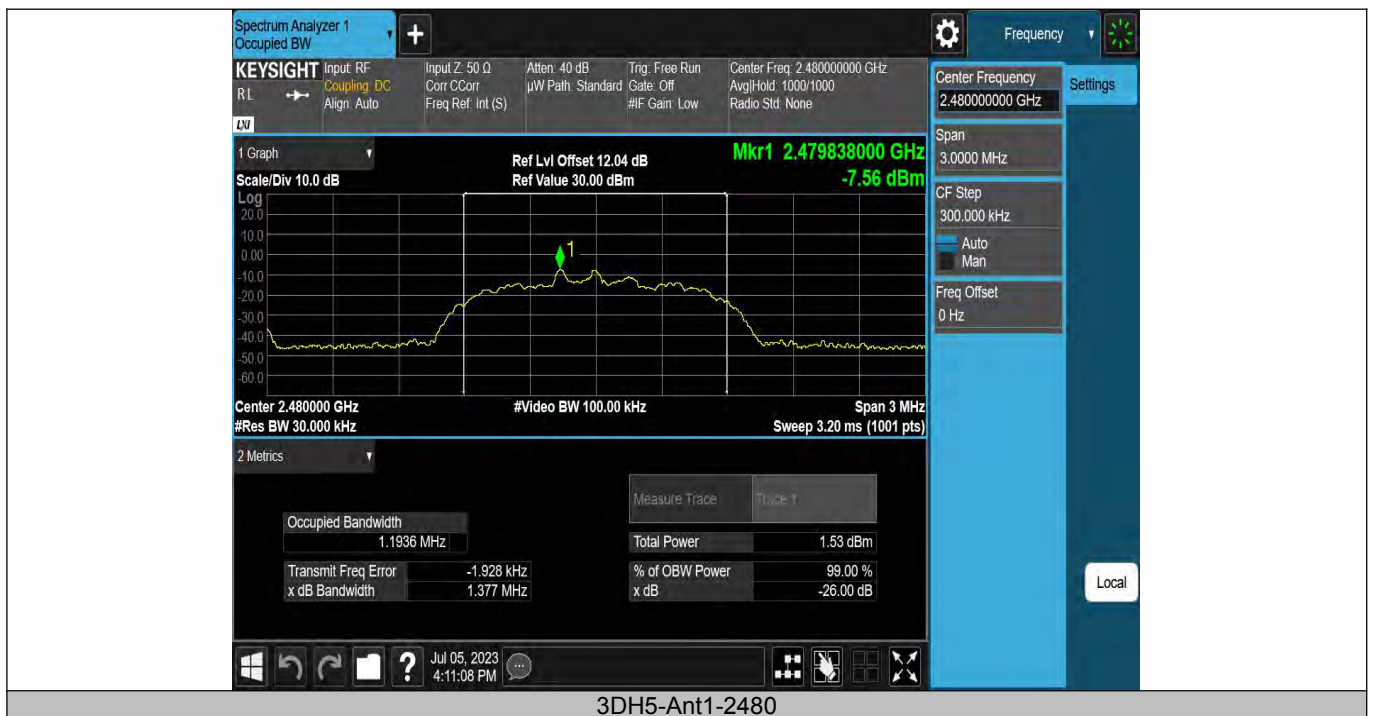 Spectrum Analyzer 1
Occupied BW
Frequency
KEYSIGHT
RL
LXI
Input: RF
Coupling: DC
Align: Auto
Input Z: 50 Ω
Corr CCorr
Freq Ref: Int (S)
Atten: 40 dB
µW Path: Standard
Trig: Free Run
Gate: Off
#IF Gain: Low
Center Freq: 2.480000000 GHz
Avg|Hold: 1000/1000
Radio Std: None
Center Frequency
2.480000000 GHz
Settings
Span
3.0000 MHz
CF Step
300.000 kHz
Auto
Man
Freq Offset
0 Hz
1 Graph
Scale/Div 10.0 dB
Ref Lvl Offset 12.04 dB
Ref Value 30.00 dBm
Mkr1 2.479838000 GHz
-7.56 dBm
Log
20.0
10.0
0.00
-10.0
-20.0
-30.0
-40.0
-50.0
-60.0
1
Center 2.480000 GHz
#Video BW 100.00 kHz
Span 3 MHz
#Res BW 30.000 kHz
Sweep 3.20 ms (1001 pts)
2 Metrics
Measure Trace
Trace 1
Occupied Bandwidth
1.1936 MHz
Total Power
1.53 dBm
Transmit Freq Error
-1.928 kHz
% of OBW Power
99.00 %
x dB Bandwidth
1.377 MHz
x dB
-26.00 dB
Local
?
Jul 05, 2023
4:11:08 PM
3DH5-Ant1-2480